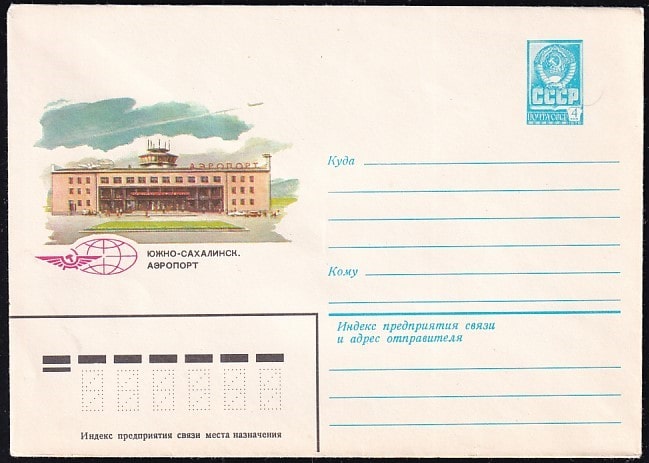 СССР
ПОЧТА СССР 4
АЭРОПОРТ
ЮЖНО-САХАЛИНСК.
АЭРОПОРТ
Куда
Кому
Индекс предприятия связи
и адрес отправителя
Индекс предприятия связи места назначения